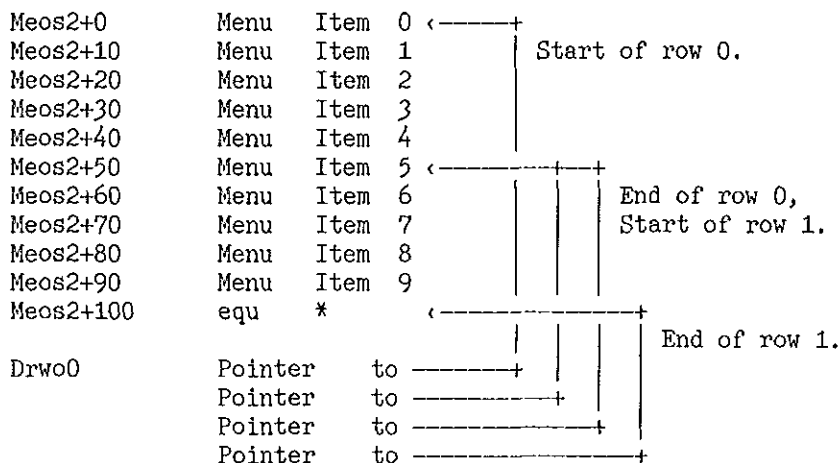 Meos2+0 Menu Item 0 ‹-----+
Meos2+10 Menu Item 1 | Start of row 0.
Meos2+20 Menu Item 2
Meos2+30 Menu Item 3
Meos2+40 Menu Item 4
Meos2+50 Menu Item 5 ‹--------+--+
Meos2+60 Menu Item 6 End of row 0,
Meos2+70 Menu Item 7 Start of row 1.
Meos2+80 Menu Item 8
Meos2+90 Menu Item 9
Meos2+100 equ * ‹--------------+
End of row 1.
Drwo0 Pointer to -------+
Pointer to ----------+
Pointer to -------------+
Pointer to ----------------+